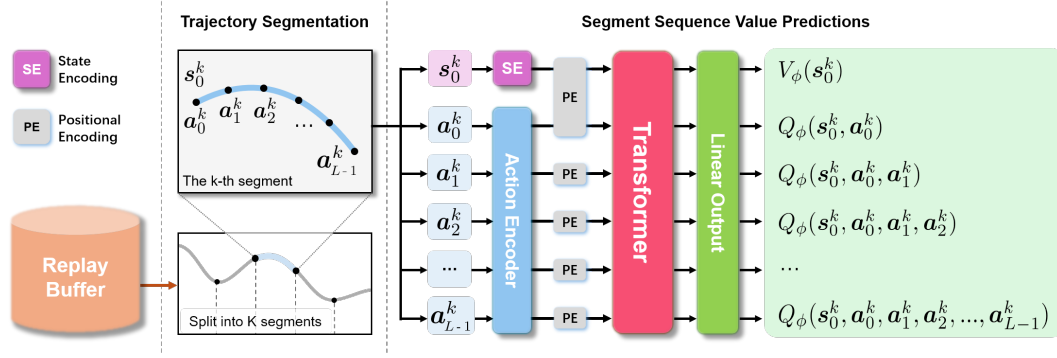 Trajectory Segmentation
Segment Sequence Value Predictions
SE
State
Encoding
PE
Positional
Encoding
Replay
Buffer
s_0^k
a_0^k
a_1^k
a_2^k
...
a_{L-1}^k
The k-th segment
Split into K segments
s_0^k
a_0^k
a_1^k
a_2^k
...
a_{L-1}^k
SE
Action Encoder
PE
PE
PE
PE
PE
Transformer
Linear Output
V_ϕ(s_0^k)
Q_ϕ(s_0^k, a_0^k)
Q_ϕ(s_0^k, a_0^k, a_1^k)
Q_ϕ(s_0^k, a_0^k, a_1^k, a_2^k)
...
Q_ϕ(s_0^k, a_0^k, a_1^k, a_2^k, ..., a_{L-1}^k)